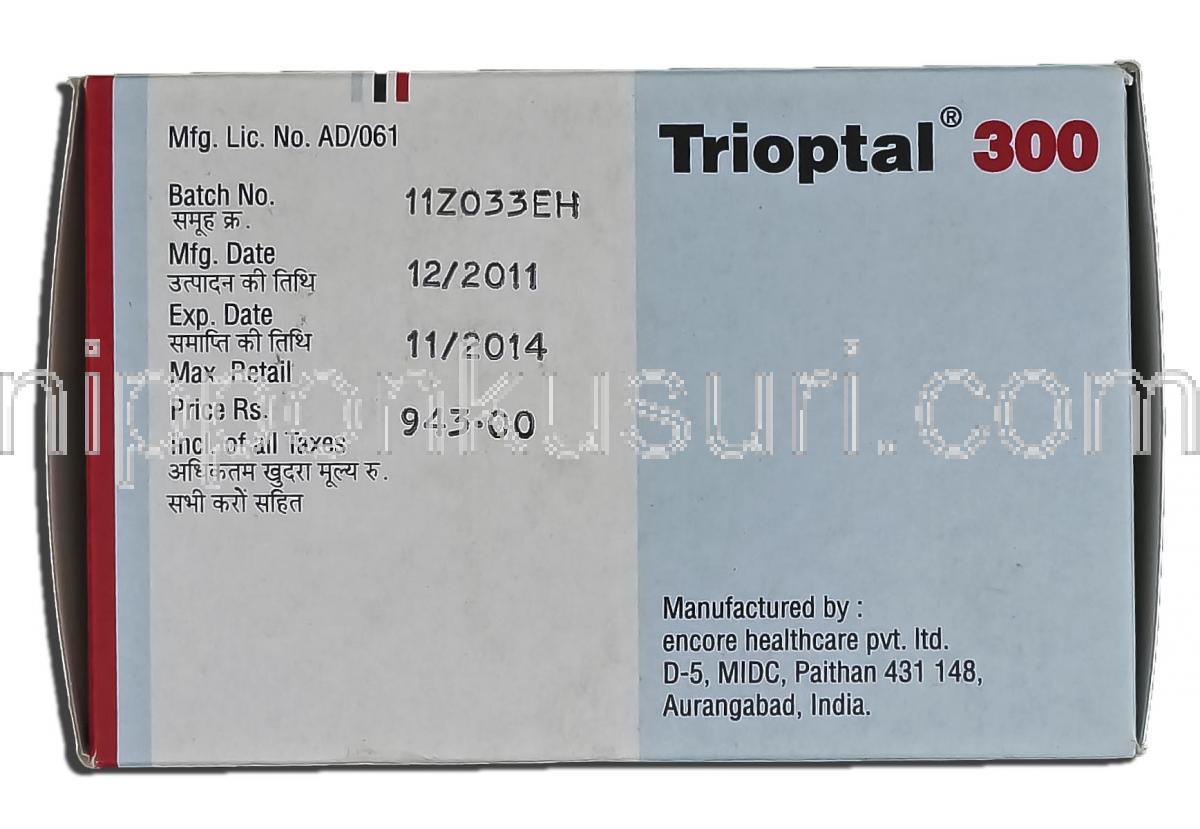 Mfg. Lic. No. AD/061
Batch No. 11Z033EH
समूह क्र.
Mfg. Date 12/2011
उत्पादन की तिथि
Exp. Date 11/2014
समाप्ति की तिथि
Max. Retail
Price Rs. 943.00
Incl. of all Taxes
अधिकतम खुदरा मूल्य रु.
सभी करों सहित
Trioptal® 300
Manufactured by :
encore healthcare pvt. ltd.
D-5, MIDC, Paithan 431 148,
Aurangabad, India.
nipponkusuri.com